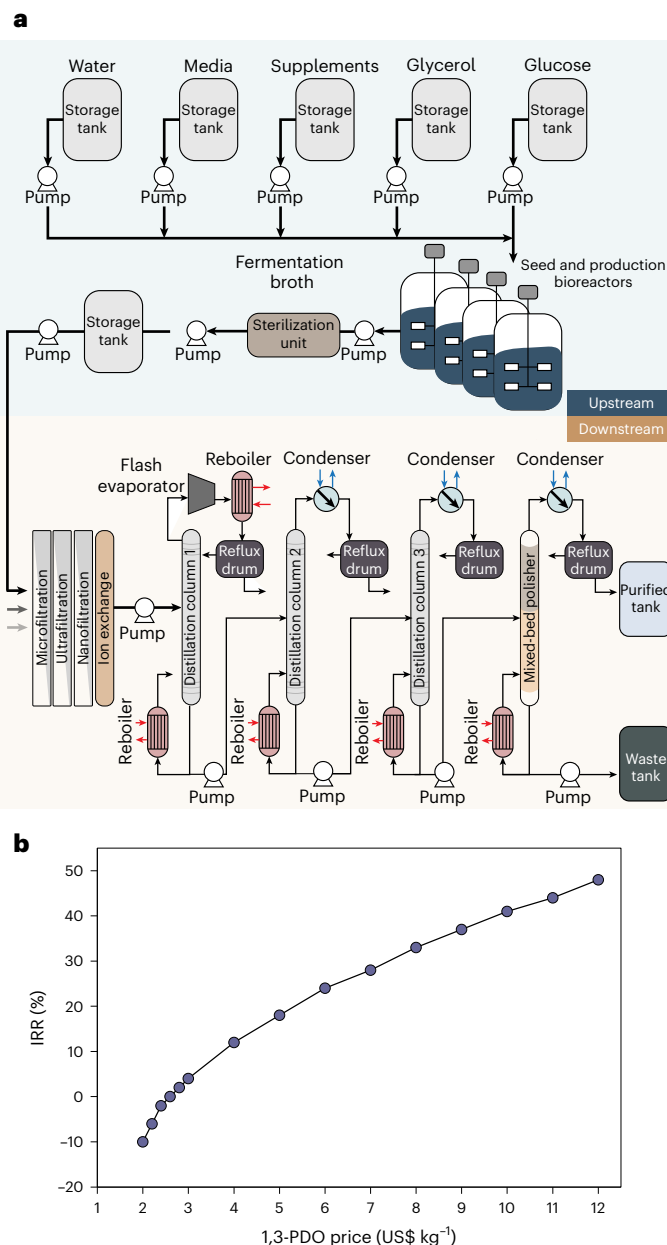 a
Water
Media
Supplements
Glycerol
Glucose
Storage
tank
Storage
tank
Storage
tank
Storage
tank
Storage
tank
Pump
Pump
Pump
Pump
Pump
Fermentation
broth
Seed and production
bioreactors
Storage
tank
Sterilization
unit
Pump
Pump
Pump
Upstream
Downstream
Flash
evaporator
Reboiler
Condenser
Condenser
Condenser
Microfiltration
Ultrafiltration
Nanofiltration
Ion exchange
Pump
Distillation column 1
Reflux
drum
Distillation column 2
Reflux
drum
Distillation column 3
Reflux
drum
Mixed-bed polisher
Reflux
drum
Purified
tank
Reboiler
Reboiler
Reboiler
Reboiler
Pump
Pump
Pump
Pump
Waste
tank
b
IRR (%)
50
40
30
20
10
0
–10
–20
1 2 3 4 5 6 7 8 9 10 11 12
1,3-PDO price (US$ kg⁻¹)